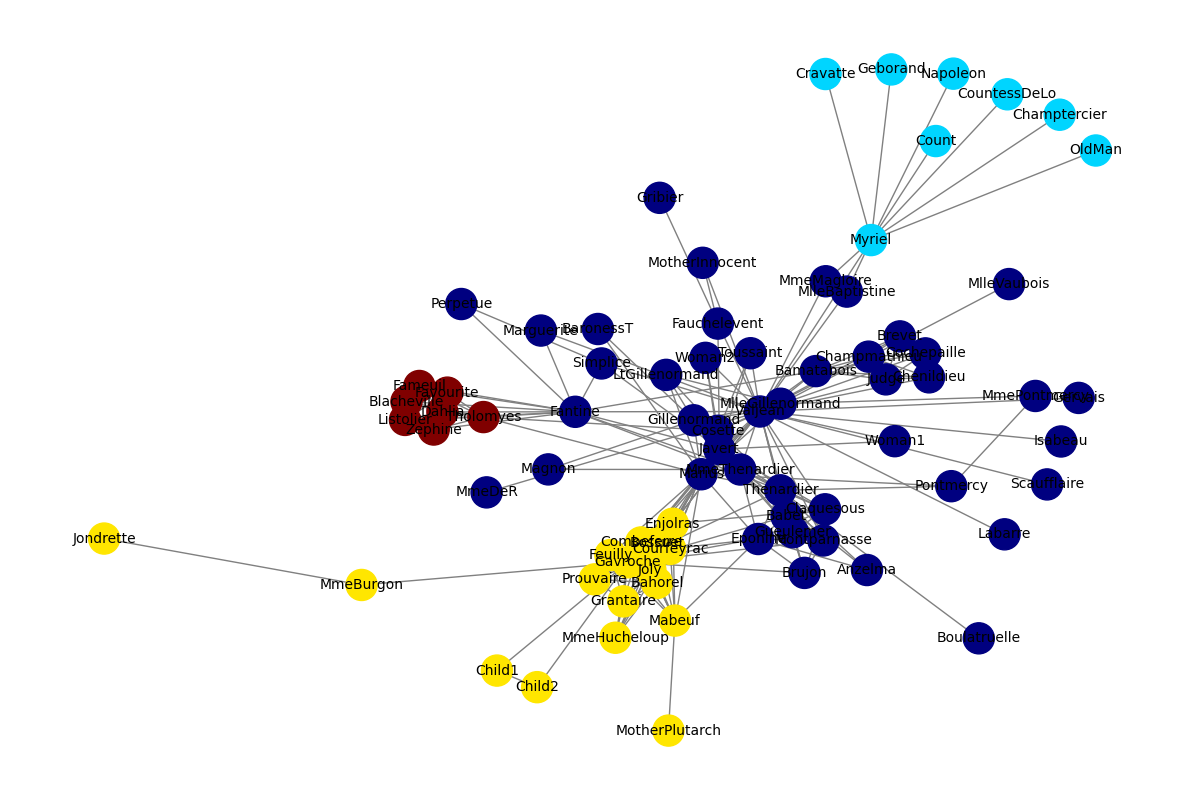 Cravatte
Geborand
Napoleon
CountessDeLo
Champtercier
Count
OldMan
Gribier
Myriel
MotherInnocent
MmeMagloire
MlleBaptistine
MlleVaubois
Perpetue
Marguerite
BaronessT
Fauchelevent
Brevet
Simplice
Woman2
Toussaint
Champmathieu
Cochepaille
LtGillenormand
Bamatabois
Judge
Chenildieu
Fameuil
Favourite
Blacheville
Dahlia
Listolier
Zephine
Tholomyes
Fantine
Gillenormand
MlleGillenormand
Valjean
MmePontmercy
Gervais
Cosette
Javert
Woman1
Isabeau
Magnon
Marius
MmeThenardier
MmeDeR
Thenardier
Pontmercy
Scaufflaire
Claquesous
Babet
Enjolras
Gueulemer
Labarre
Jondrette
Combeferre
Bossuet
Courfeyrac
Eponine
Montparnasse
Feuilly
Gavroche
Joly
Prouvaire
Bahorel
Brujon
Anzelma
MmeBurgon
Grantaire
Mabeuf
MmeHucheloup
Boulatruelle
Child1
Child2
MotherPlutarch